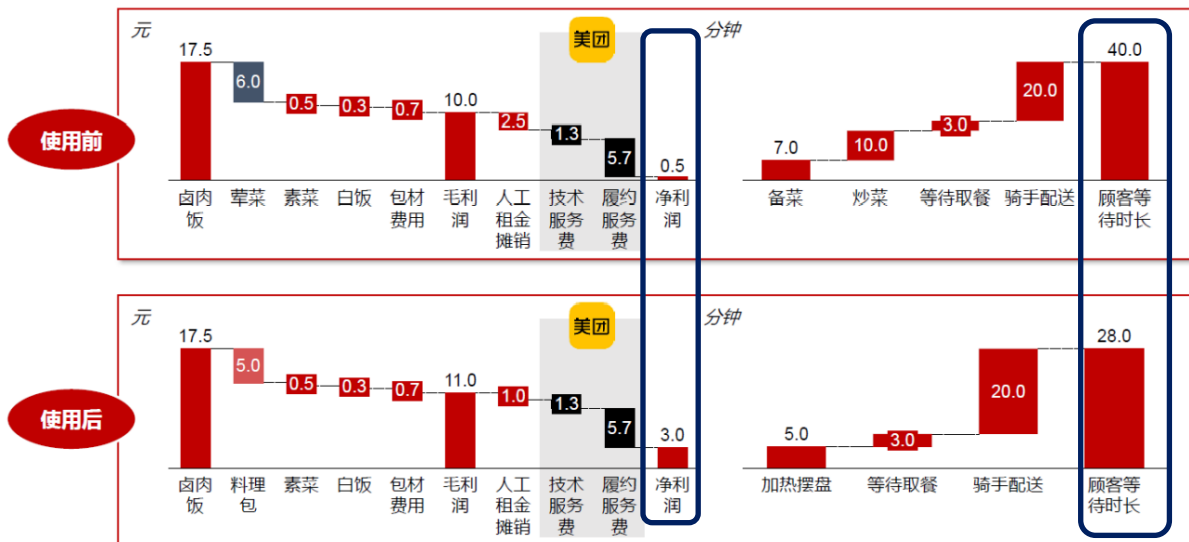 元
美团
分钟
17.5
6.0
0.5
0.3
0.7
10.0
2.5
1.3
5.7
0.5
7.0
10.0
3.0
20.0
40.0
使用前
卤肉
饭
荤菜
素菜
白饭
包材
费用
毛利
润
人工
租金
摊销
技术
服务
费
履约
服务
费
净利
润
备菜
炒菜
等待取餐
骑手配送
顾客等
待时长
元
美团
分钟
17.5
5.0
0.5
0.3
0.7
11.0
1.0
1.3
5.7
3.0
5.0
3.0
20.0
28.0
使用后
卤肉
饭
料理
包
素菜
白饭
包材
费用
毛利
润
人工
租金
摊销
技术
服务
费
履约
服务
费
净利
润
加热摆盘
等待取餐
骑手配送
顾客等
待时长